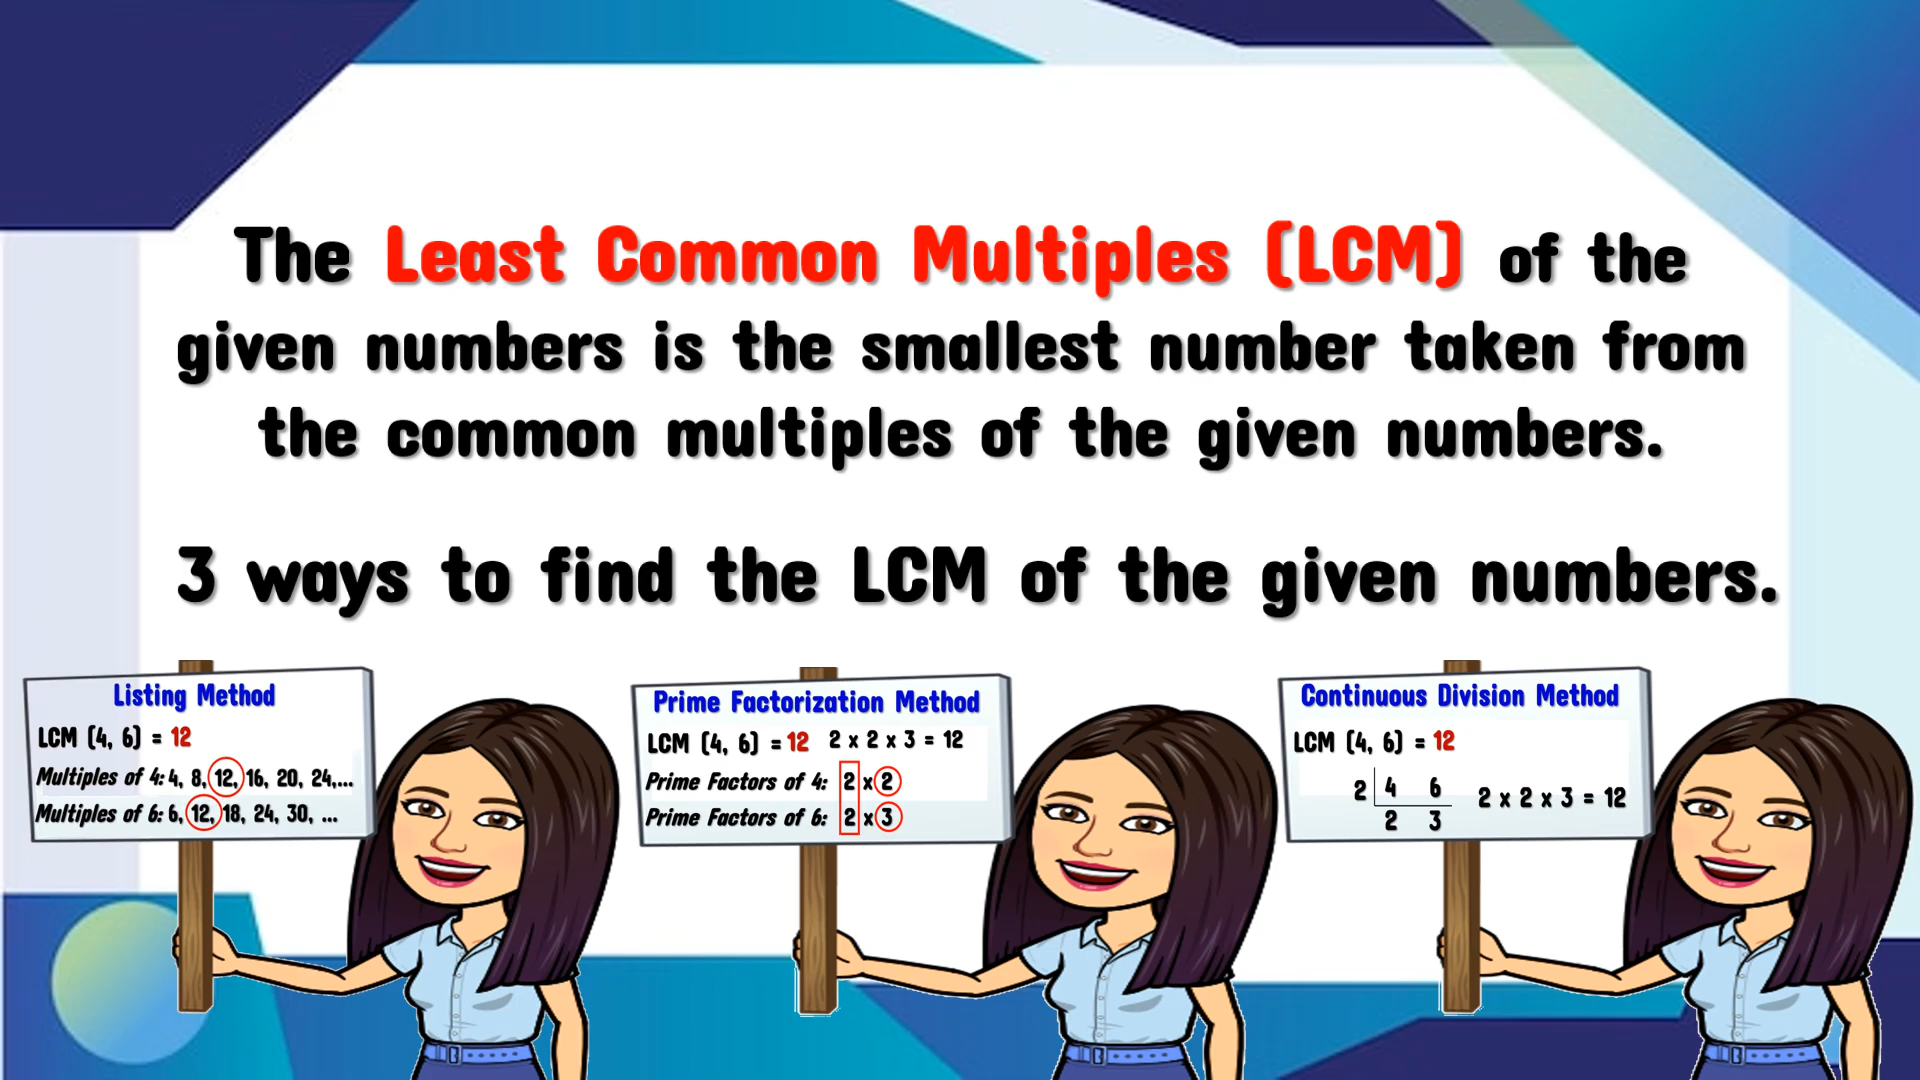 The Least Common Multiples (LCM) of the
given numbers is the smallest number taken from
the common multiples of the given numbers.
3 ways to find the LCM of the given numbers.
Listing Method
LCM (4, 6) = 12
Multiples of 4: 4, 8, 12, 16, 20, 24,...
Multiples of 6: 6, 12, 18, 24, 30, ...
Prime Factorization Method
LCM (4, 6) = 12 2 x 2 x 3 = 12
Prime Factors of 4: 2 x 2
Prime Factors of 6: 2 x 3
Continuous Division Method
LCM (4, 6) = 12
2 4 6 2 x 2 x 3 = 12
2 3